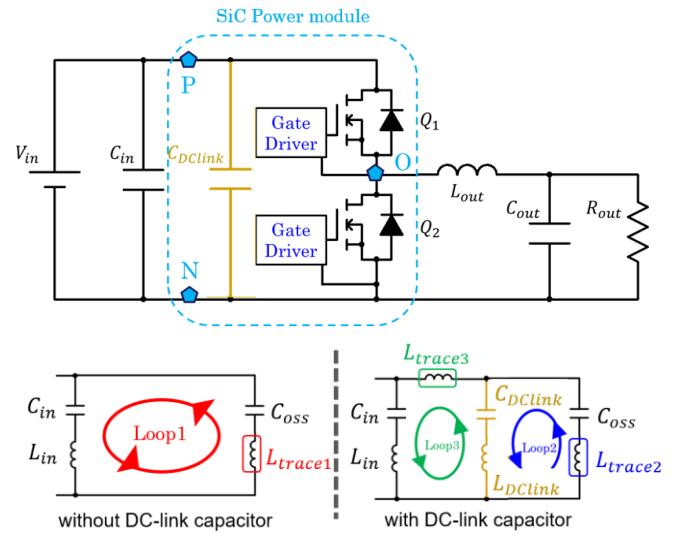 SiC Power module
P
V_in
C_in
C_DClink
Gate
Driver
Q_1
O
L_out
C_out
R_out
Gate
Driver
Q_2
N
C_in
L_in
Loop1
C_oss
L_trace1
without DC-link capacitor
L_trace3
C_in
L_in
Loop3
C_DClink
L_DClink
Loop2
C_oss
L_trace2
with DC-link capacitor